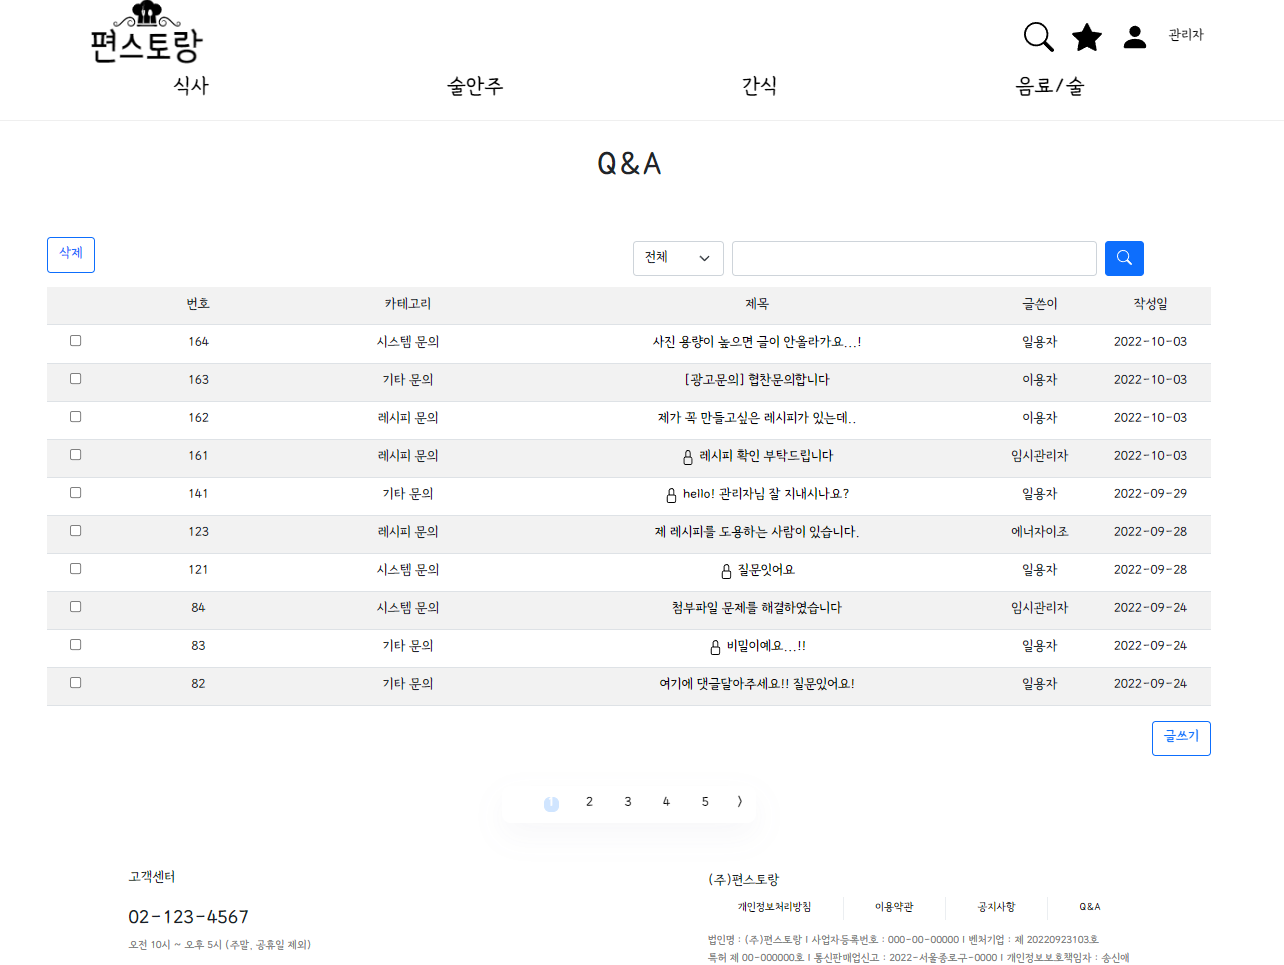 편스토랑
관리자
식사 술안주 간식 음료/술
Q&A
삭제 전체
번호 카테고리 제목 글쓴이 작성일
164 시스템 문의 사진 용량이 높으면 글이 안올라가요...! 일용자 2022-10-03
163 기타 문의 [광고문의] 협찬문의합니다 이용자 2022-10-03
162 레시피 문의 제가 꼭 만들고싶은 레시피가 있는데.. 이용자 2022-10-03
161 레시피 문의 레시피 확인 부탁드립니다 임시관리자 2022-10-03
141 기타 문의 hello! 관리자님 잘 지내시나요? 일용자 2022-09-29
123 레시피 문의 제 레시피를 도용하는 사람이 있습니다. 에너자이조 2022-09-28
121 시스템 문의 질문잇어요 일용자 2022-09-28
84 시스템 문의 첨부파일 문제를 해결하였습니다 임시관리자 2022-09-24
83 기타 문의 비밀이예요...!! 일용자 2022-09-24
82 기타 문의 여기에 댓글달아주세요!! 질문있어요! 일용자 2022-09-24
글쓰기
1 2 3 4 5 〉
고객센터
02-123-4567
오전 10시 ~ 오후 5시 (주말, 공휴일 제외)
(주)편스토랑
개인정보처리방침 이용약관 공지사항 Q&A
법인명 : (주)편스토랑 | 사업자등록번호 : 000-00-00000 | 벤처기업 : 제 20220923103호
특허 제 00-000000호 | 통신판매업신고 : 2022-서울종로구-0000 | 개인정보보호책임자 : 송신애